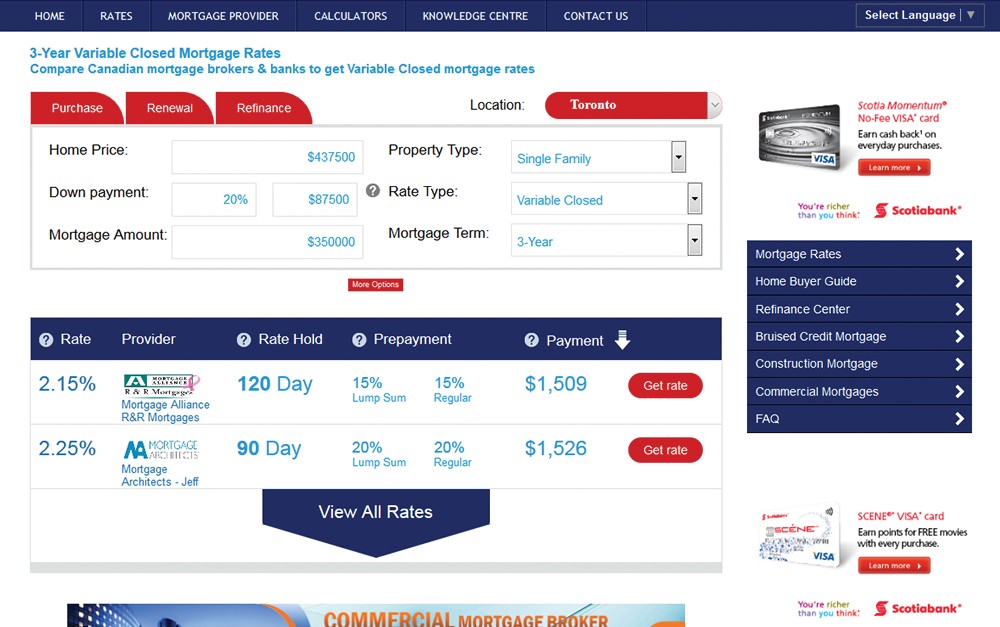 HOME RATES MORTGAGE PROVIDER CALCULATORS KNOWLEDGE CENTRE CONTACT US Select Language ▼
3-Year Variable Closed Mortgage Rates
Compare Canadian mortgage brokers & banks to get Variable Closed mortgage rates
Purchase Renewal Refinance Location: Toronto
Home Price: $437500 Property Type: Single Family
Down payment: 20% $87500 ? Rate Type: Variable Closed
Mortgage Amount: $350000 Mortgage Term: 3-Year
More Options
? Rate Provider ? Rate Hold ? Prepayment ? Payment
2.15% MORTGAGE ALLIANCE 120 Day 15% 15% $1,509 Get rate
R & R Mortgages Lump Sum Regular
Mortgage Alliance
R&R Mortgages
2.25% MORTGAGE ARCHITECTS 90 Day 20% 20% $1,526 Get rate
Lump Sum Regular
Mortgage
Architects - Jeff
View All Rates
COMMERCIAL MORTGAGE BROKER
Scotiabank
VISA
Scotia Momentum®
No-Fee VISA* card
Earn cash back¹ on
everyday purchases.
Learn more
You're richer
than you think.
Scotiabank®
Mortgage Rates
Home Buyer Guide
Refinance Center
Bruised Credit Mortgage
Construction Mortgage
Commercial Mortgages
FAQ
Scotiabank
SCENE
VISA
SCENE®* VISA* card
Earn points for FREE movies
with every purchase.
Learn more
You're richer
than you think.
Scotiabank®